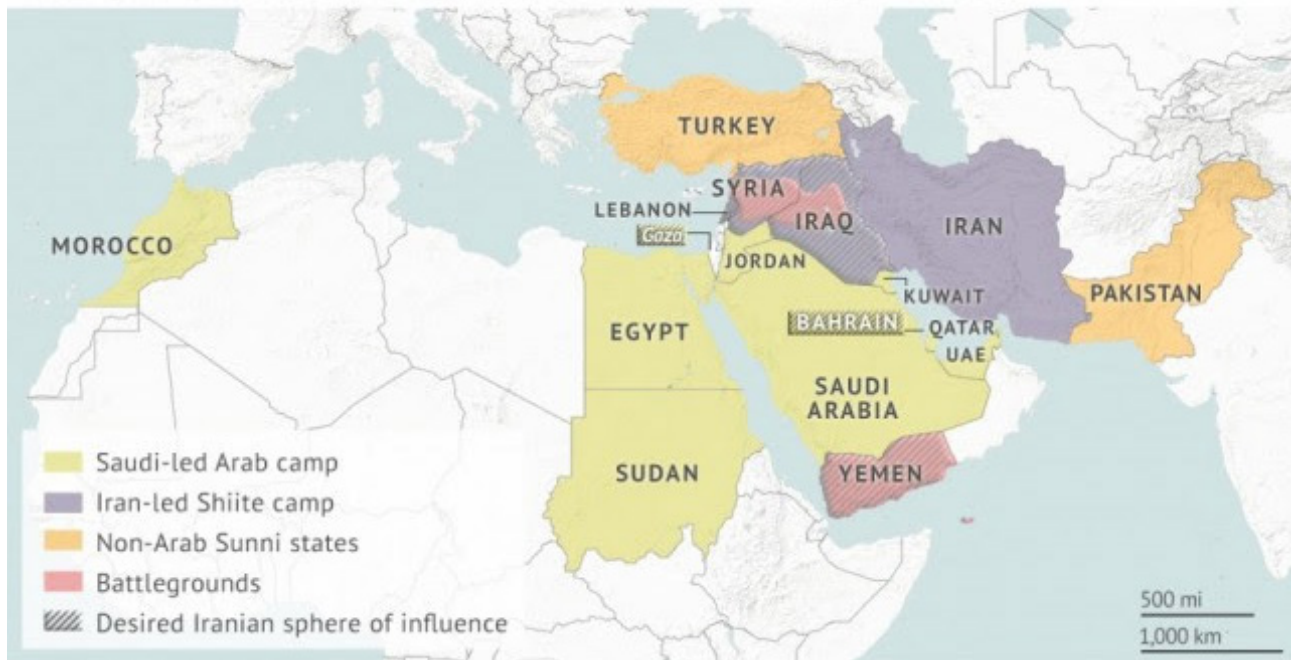 TURKEY
SYRIA
LEBANON
Gaza
IRAQ
IRAN
MOROCCO
JORDAN
KUWAIT
PAKISTAN
EGYPT
BAHRAIN
QATAR
UAE
SAUDI
ARABIA
SUDAN
YEMEN
Saudi-led Arab camp
Iran-led Shiite camp
Non-Arab Sunni states
Battlegrounds
Desired Iranian sphere of influence
500 mi
1,000 km